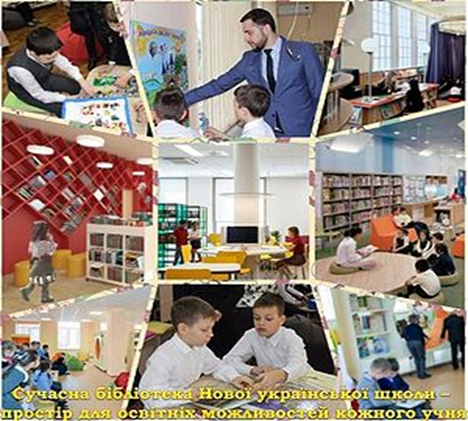 Сучасна бібліотека Нової української школи –
простір для освітніх можливостей кожного учня